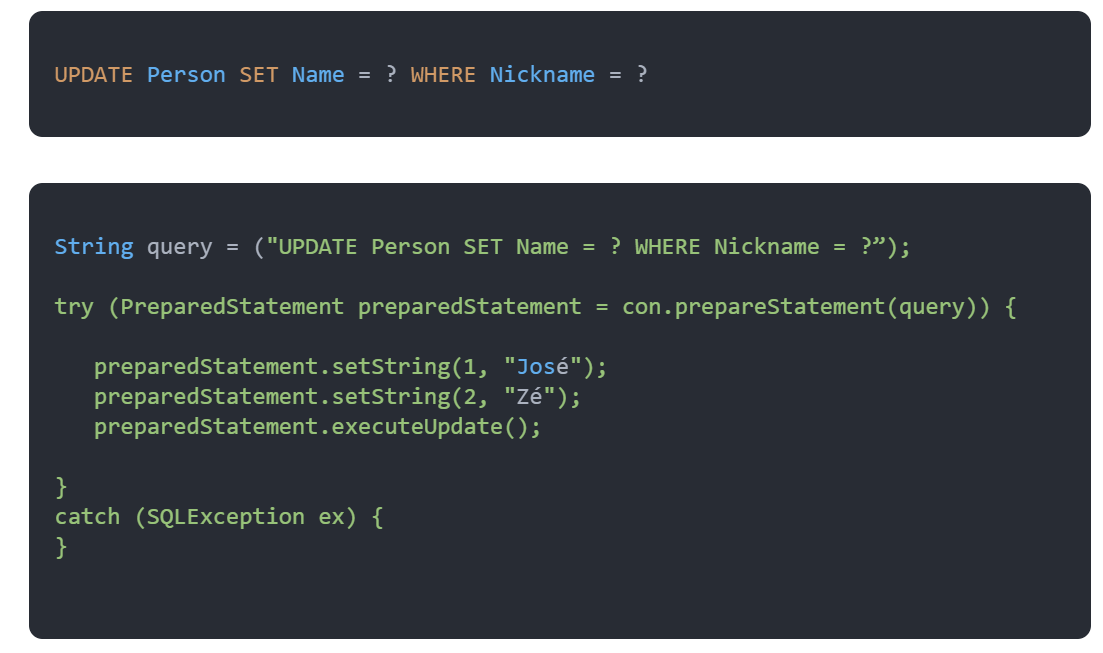 UPDATE Person SET Name = ? WHERE Nickname = ?
String query = ("UPDATE Person SET Name = ? WHERE Nickname = ?”);
try (PreparedStatement preparedStatement = con.prepareStatement(query)) {
preparedStatement.setString(1, "José");
preparedStatement.setString(2, "Zé");
preparedStatement.executeUpdate();
}
catch (SQLException ex) {
}